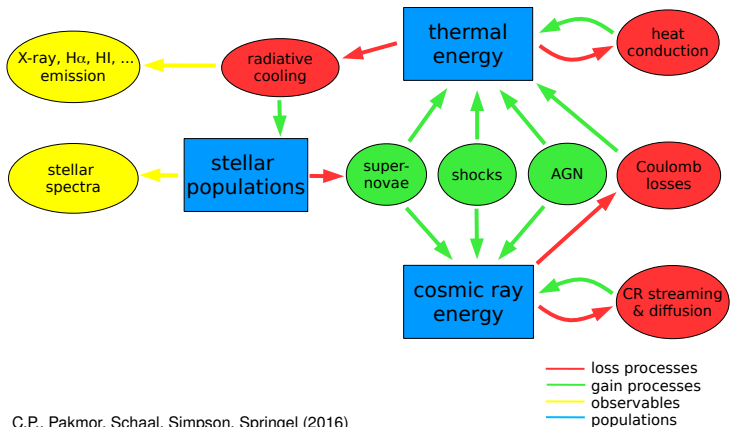 X-ray, Hα, HI, ...
emission
radiative
cooling
thermal
energy
heat
conduction
stellar
spectra
stellar
populations
super-
novae
shocks
AGN
Coulomb
losses
cosmic ray
energy
CR streaming
& diffusion
loss processes
gain processes
observables
populations
C.P., Pakmor, Schaal, Simpson, Springel (2016)